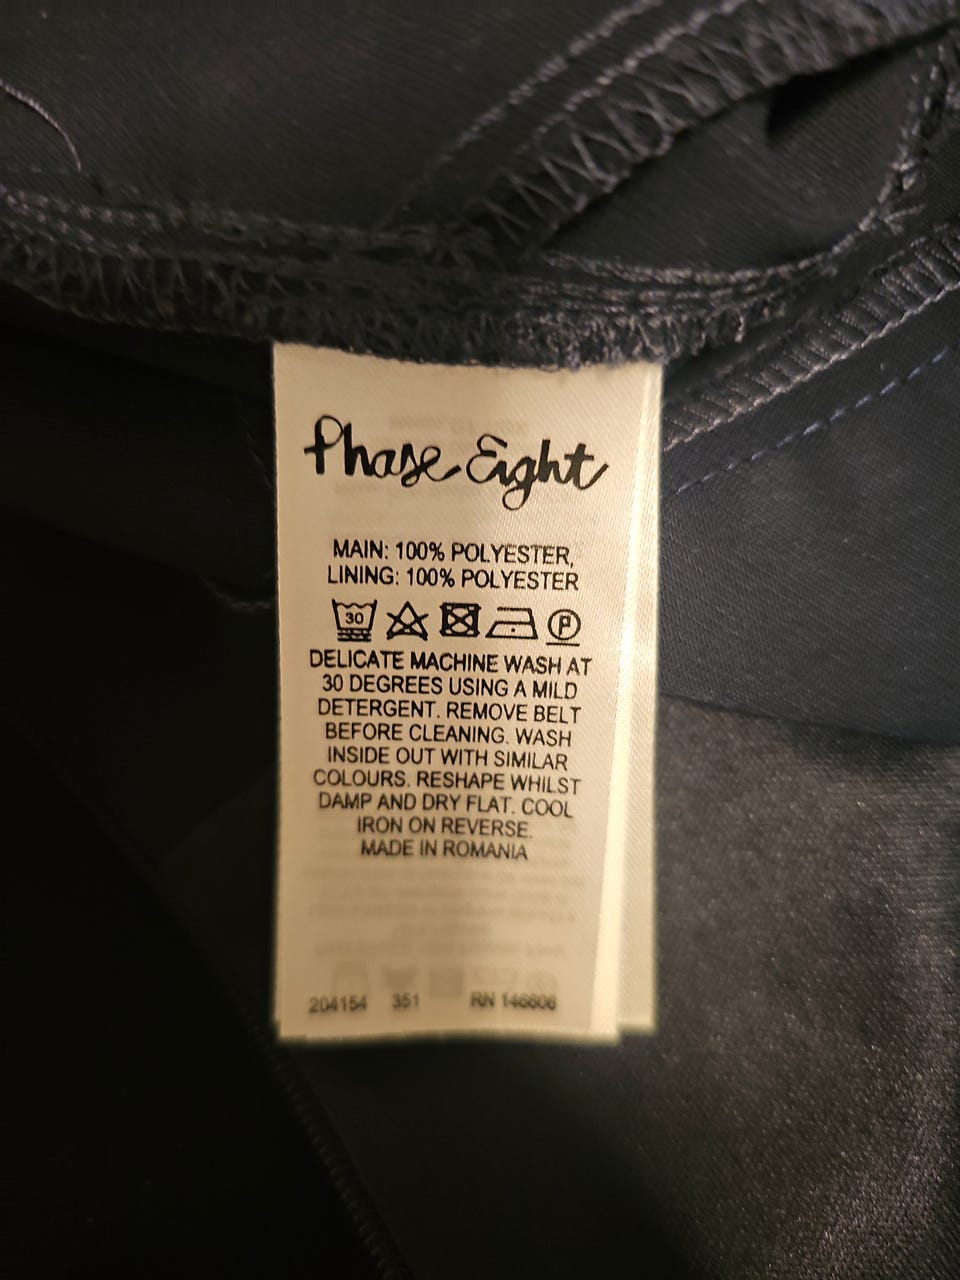 Phase Eight
MAIN: 100% POLYESTER,
LINING: 100% POLYESTER
30 P
DELICATE MACHINE WASH AT
30 DEGREES USING A MILD
DETERGENT. REMOVE BELT
BEFORE CLEANING. WASH
INSIDE OUT WITH SIMILAR
COLOURS. RESHAPE WHILST
DAMP AND DRY FLAT. COOL
IRON ON REVERSE.
MADE IN ROMANIA
204154 351 RN 146606